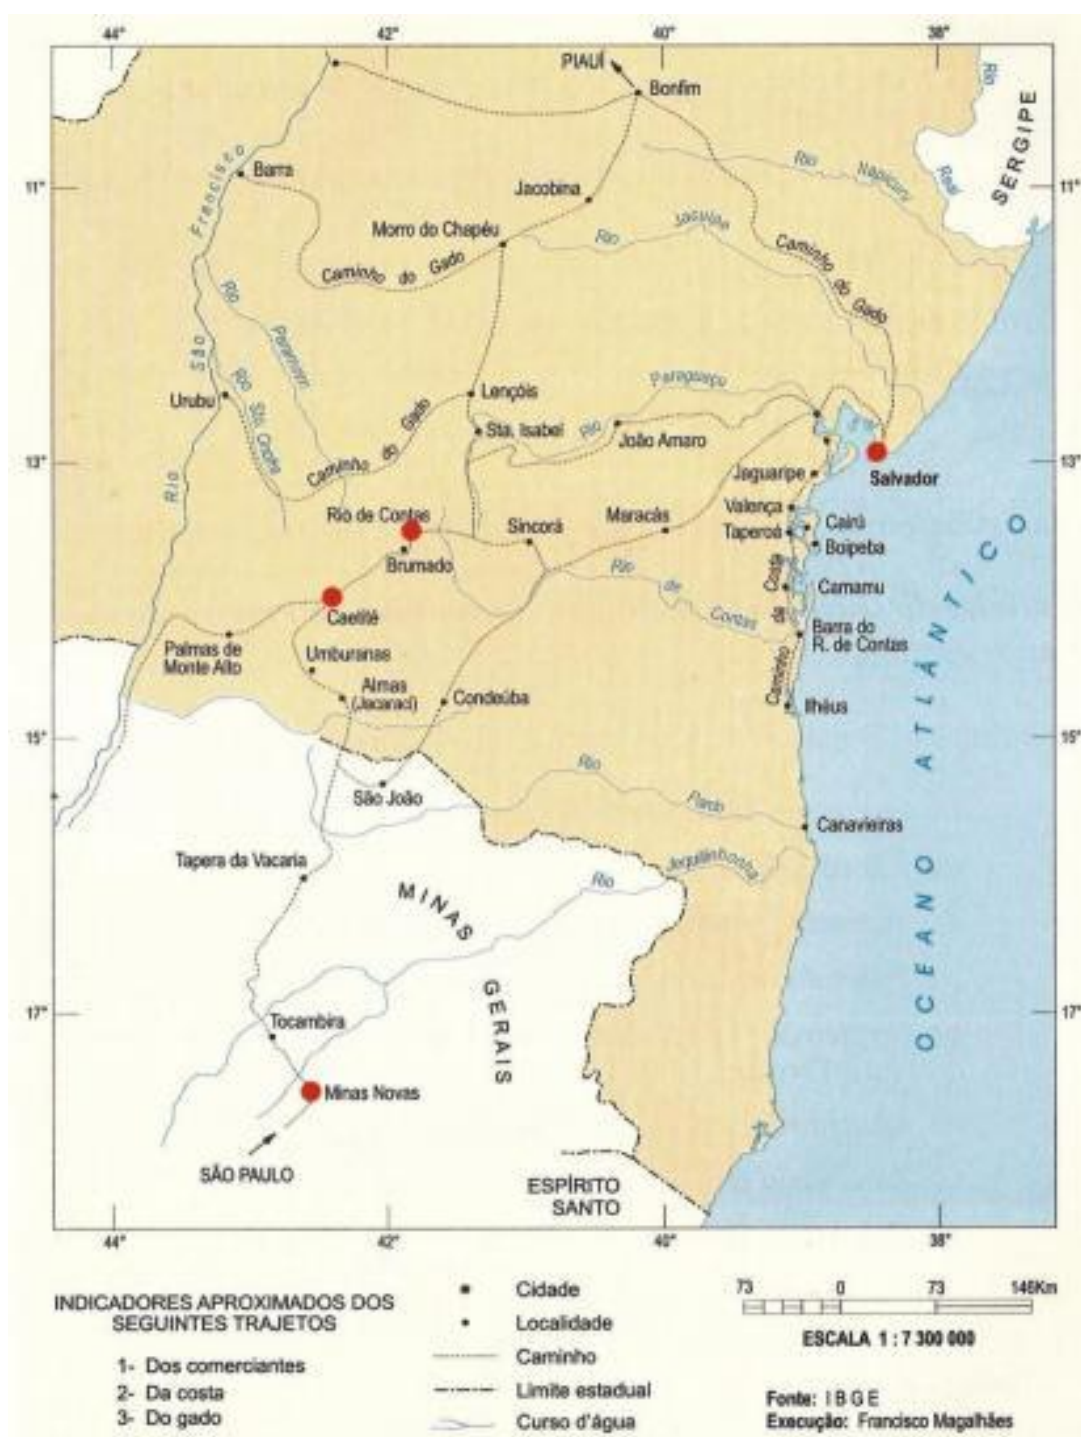 44°
42°
40°
38°
PIAUÍ
Bonfim
Rio
Real
SERGIPE
Barra
Rio Itapicuru
11°
11°
Jacobina
Morro do Chapéu
Rio Jacuípe
Caminho do Gado
Caminho do Gado
Rio São Francisco
Rio Paramirim
Rio Sto. Onofre
Urubu
Lençóis
Rio Paraguaçu
Sta. Isabel
João Amaro
Caminho do Gado
13°
13°
Salvador
Jaguaripe
Rio de Contas
Sincorá
Maracás
Valença
Taperoá
Cairú
Boipeba
Brumado
Rio de Contas
Camamu
Caetité
Caminho da Costa
Barra do
R. de Contas
Palmas de
Monte Alto
Umburanas
Almas
(Jacaraci)
Condeúba
Ilhéus
15°
15°
OCEANO ATLÂNTICO
Rio Pardo
São João
Canavieiras
Tapera da Vacaria
Rio Jequitinhonha
MINAS GERAIS
17°
17°
Tocambira
Minas Novas
SÃO PAULO
ESPÍRITO
SANTO
44°
42°
40°
38°
INDICADORES APROXIMADOS DOS
SEGUINTES TRAJETOS
1- Dos comerciantes
2- Da costa
3- Do gado
Cidade
Localidade
Caminho
Limite estadual
Curso d'água
73 0 73 146Km
ESCALA 1 : 7 300 000
Fonte: I B G E
Execução: Francisco Magalhães